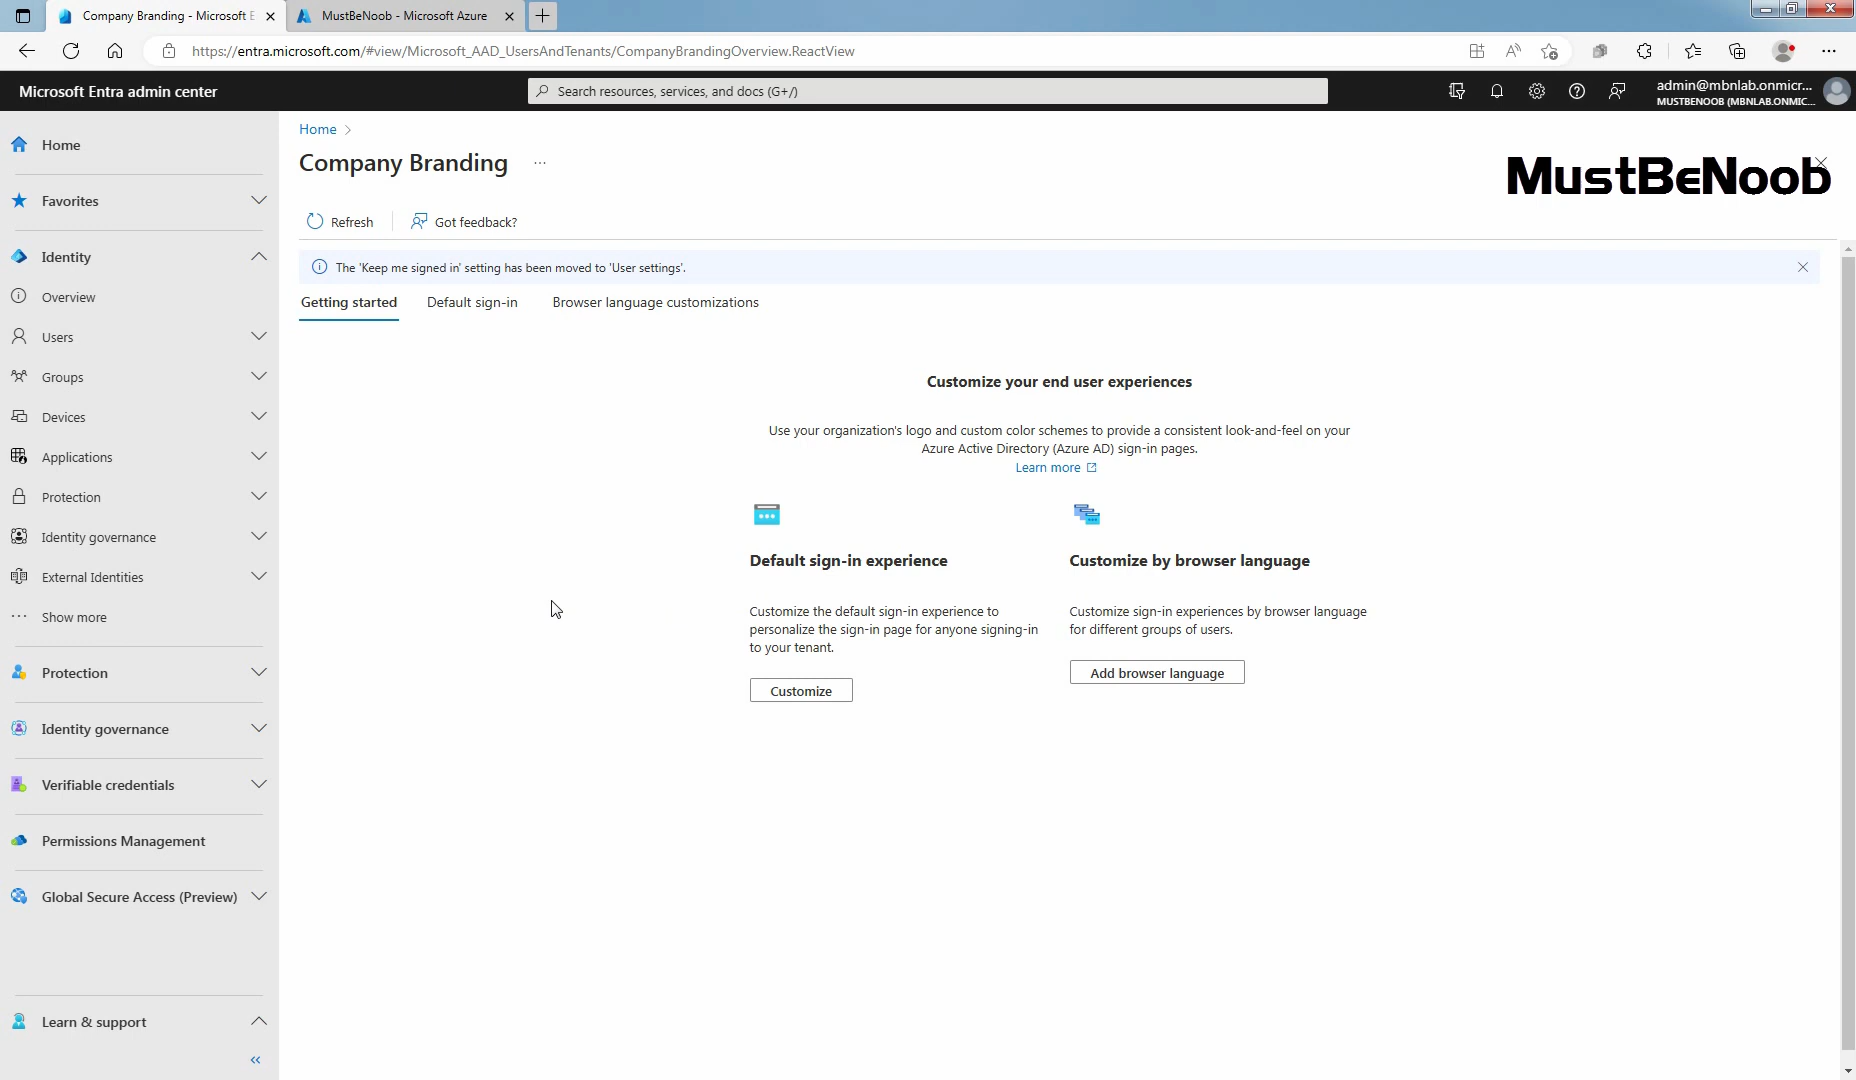 Company Branding - Microsoft E
MustBeNoob - Microsoft Azure
https://entra.microsoft.com/#view/Microsoft_AAD_UsersAndTenants/CompanyBrandingOverview.ReactView
Microsoft Entra admin center
Search resources, services, and docs (G+/)
admin@mbnlab.onmicr...
MUSTBENOOB (MBNLAB.ONMIC...
Home
Favorites
Identity
Overview
Users
Groups
Devices
Applications
Protection
Identity governance
External Identities
Show more
Protection
Identity governance
Verifiable credentials
Permissions Management
Global Secure Access (Preview)
Learn & support
Home
Company Branding
MustBeNoob
Refresh
Got feedback?
The 'Keep me signed in' setting has been moved to 'User settings'.
Getting started
Default sign-in
Browser language customizations
Customize your end user experiences
Use your organization's logo and custom color schemes to provide a consistent look-and-feel on your
Azure Active Directory (Azure AD) sign-in pages.
Learn more
Default sign-in experience
Customize the default sign-in experience to
personalize the sign-in page for anyone signing-in
to your tenant.
Customize
Customize by browser language
Customize sign-in experiences by browser language
for different groups of users.
Add browser language